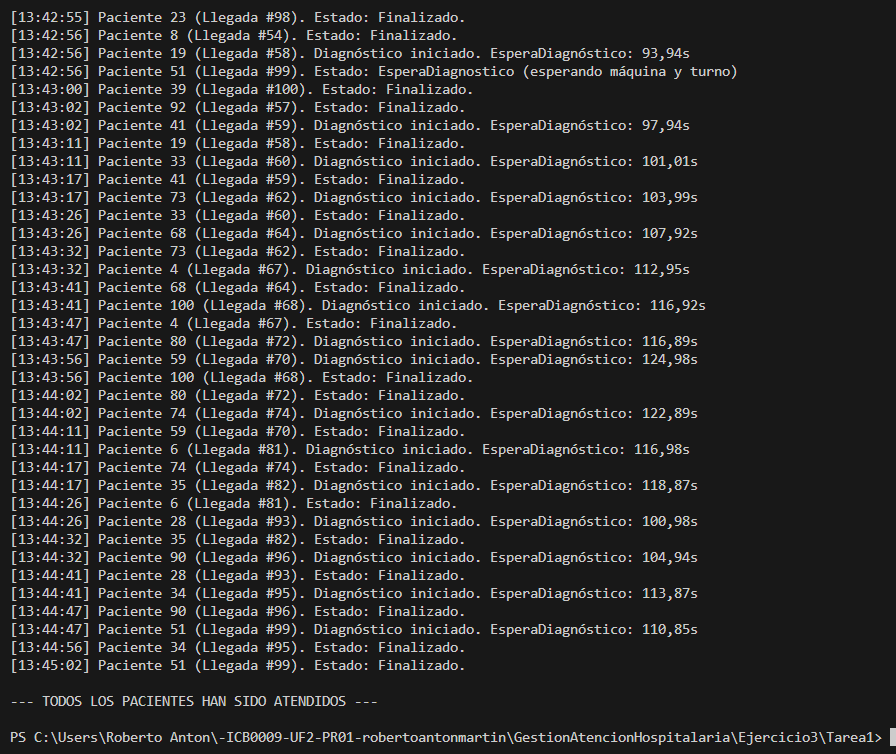 [13:42:55] Paciente 23 (Llegada #98). Estado: Finalizado.
[13:42:56] Paciente 8 (Llegada #54). Estado: Finalizado.
[13:42:56] Paciente 19 (Llegada #58). Diagnóstico iniciado. EsperaDiagnóstico: 93,94s
[13:42:56] Paciente 51 (Llegada #99). Estado: EsperaDiagnostico (esperando máquina y turno)
[13:43:00] Paciente 39 (Llegada #100). Estado: Finalizado.
[13:43:02] Paciente 92 (Llegada #57). Estado: Finalizado.
[13:43:02] Paciente 41 (Llegada #59). Diagnóstico iniciado. EsperaDiagnóstico: 97,94s
[13:43:11] Paciente 19 (Llegada #58). Estado: Finalizado.
[13:43:11] Paciente 33 (Llegada #60). Diagnóstico iniciado. EsperaDiagnóstico: 101,01s
[13:43:17] Paciente 41 (Llegada #59). Estado: Finalizado.
[13:43:17] Paciente 73 (Llegada #62). Diagnóstico iniciado. EsperaDiagnóstico: 103,99s
[13:43:26] Paciente 33 (Llegada #60). Estado: Finalizado.
[13:43:26] Paciente 68 (Llegada #64). Diagnóstico iniciado. EsperaDiagnóstico: 107,92s
[13:43:32] Paciente 73 (Llegada #62). Estado: Finalizado.
[13:43:32] Paciente 4 (Llegada #67). Diagnóstico iniciado. EsperaDiagnóstico: 112,95s
[13:43:41] Paciente 68 (Llegada #64). Estado: Finalizado.
[13:43:41] Paciente 100 (Llegada #68). Diagnóstico iniciado. EsperaDiagnóstico: 116,92s
[13:43:47] Paciente 4 (Llegada #67). Estado: Finalizado.
[13:43:47] Paciente 80 (Llegada #72). Diagnóstico iniciado. EsperaDiagnóstico: 116,89s
[13:43:56] Paciente 59 (Llegada #70). Diagnóstico iniciado. EsperaDiagnóstico: 124,98s
[13:43:56] Paciente 100 (Llegada #68). Estado: Finalizado.
[13:44:02] Paciente 80 (Llegada #72). Estado: Finalizado.
[13:44:02] Paciente 74 (Llegada #74). Diagnóstico iniciado. EsperaDiagnóstico: 122,89s
[13:44:11] Paciente 59 (Llegada #70). Estado: Finalizado.
[13:44:11] Paciente 6 (Llegada #81). Diagnóstico iniciado. EsperaDiagnóstico: 116,98s
[13:44:17] Paciente 74 (Llegada #74). Estado: Finalizado.
[13:44:17] Paciente 35 (Llegada #82). Diagnóstico iniciado. EsperaDiagnóstico: 118,87s
[13:44:26] Paciente 6 (Llegada #81). Estado: Finalizado.
[13:44:26] Paciente 28 (Llegada #93). Diagnóstico iniciado. EsperaDiagnóstico: 100,98s
[13:44:32] Paciente 35 (Llegada #82). Estado: Finalizado.
[13:44:32] Paciente 90 (Llegada #96). Diagnóstico iniciado. EsperaDiagnóstico: 104,94s
[13:44:41] Paciente 28 (Llegada #93). Estado: Finalizado.
[13:44:41] Paciente 34 (Llegada #95). Diagnóstico iniciado. EsperaDiagnóstico: 113,87s
[13:44:47] Paciente 90 (Llegada #96). Estado: Finalizado.
[13:44:47] Paciente 51 (Llegada #99). Diagnóstico iniciado. EsperaDiagnóstico: 110,85s
[13:44:56] Paciente 34 (Llegada #95). Estado: Finalizado.
[13:45:02] Paciente 51 (Llegada #99). Estado: Finalizado.
--- TODOS LOS PACIENTES HAN SIDO ATENDIDOS ---
PS C:\Users\Roberto Anton\-ICB0009-UF2-PR01-robertoantonmartin\GestionAtencionHospitalaria\Ejercicio3\Tarea1>